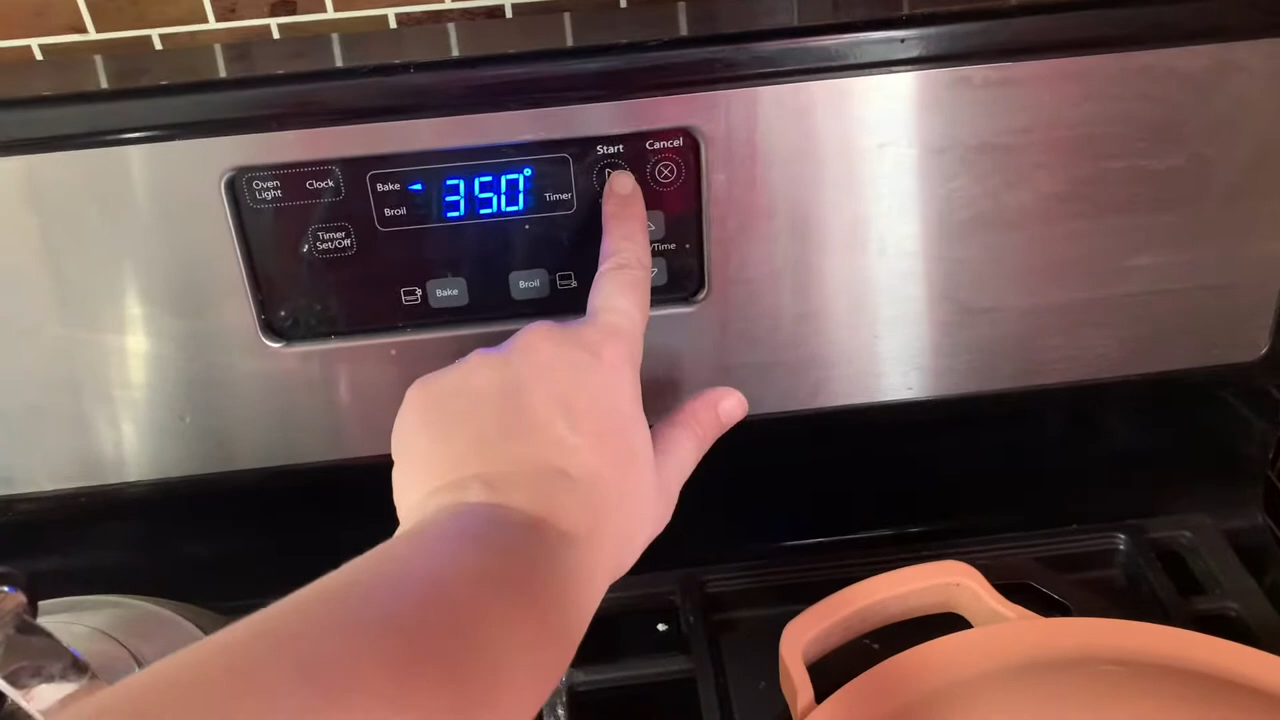 Start
Cancel
Oven Light
Clock
Bake
350°
Broil
Timer
Timer Set/Off
/Time
Bake
Broil